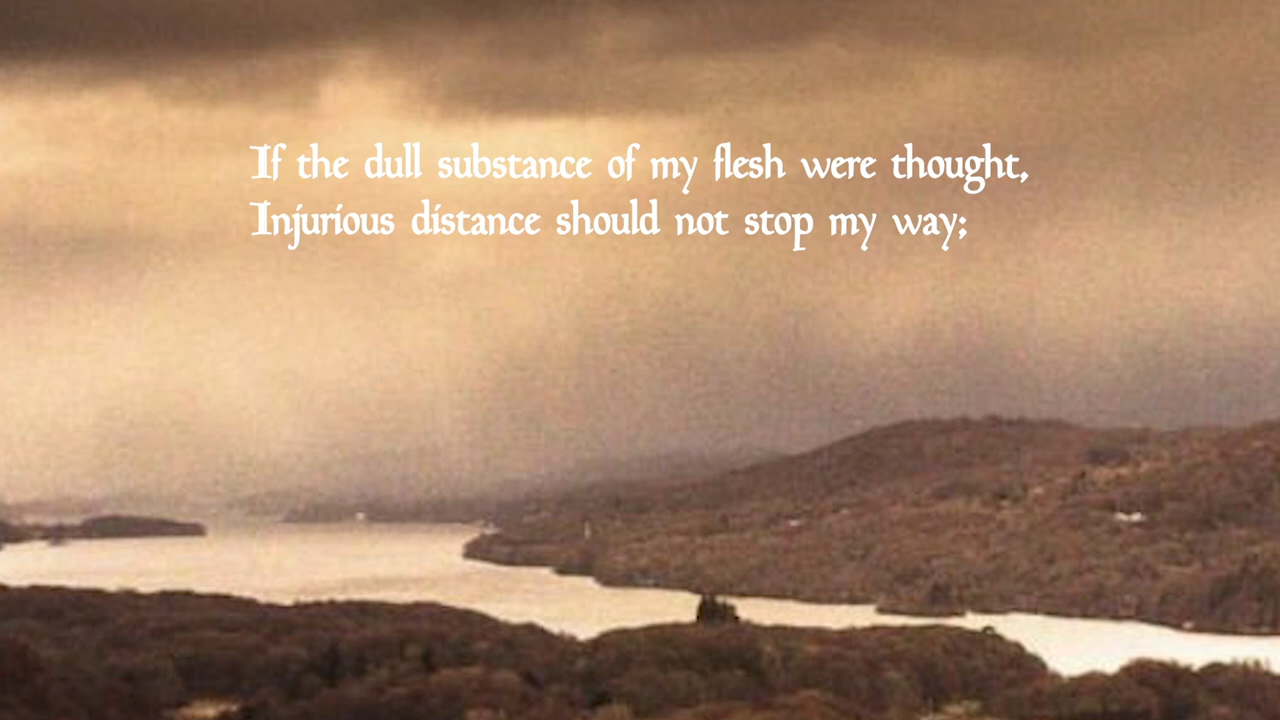 If the dull substance of my flesh were thought,
Injurious distance should not stop my way;